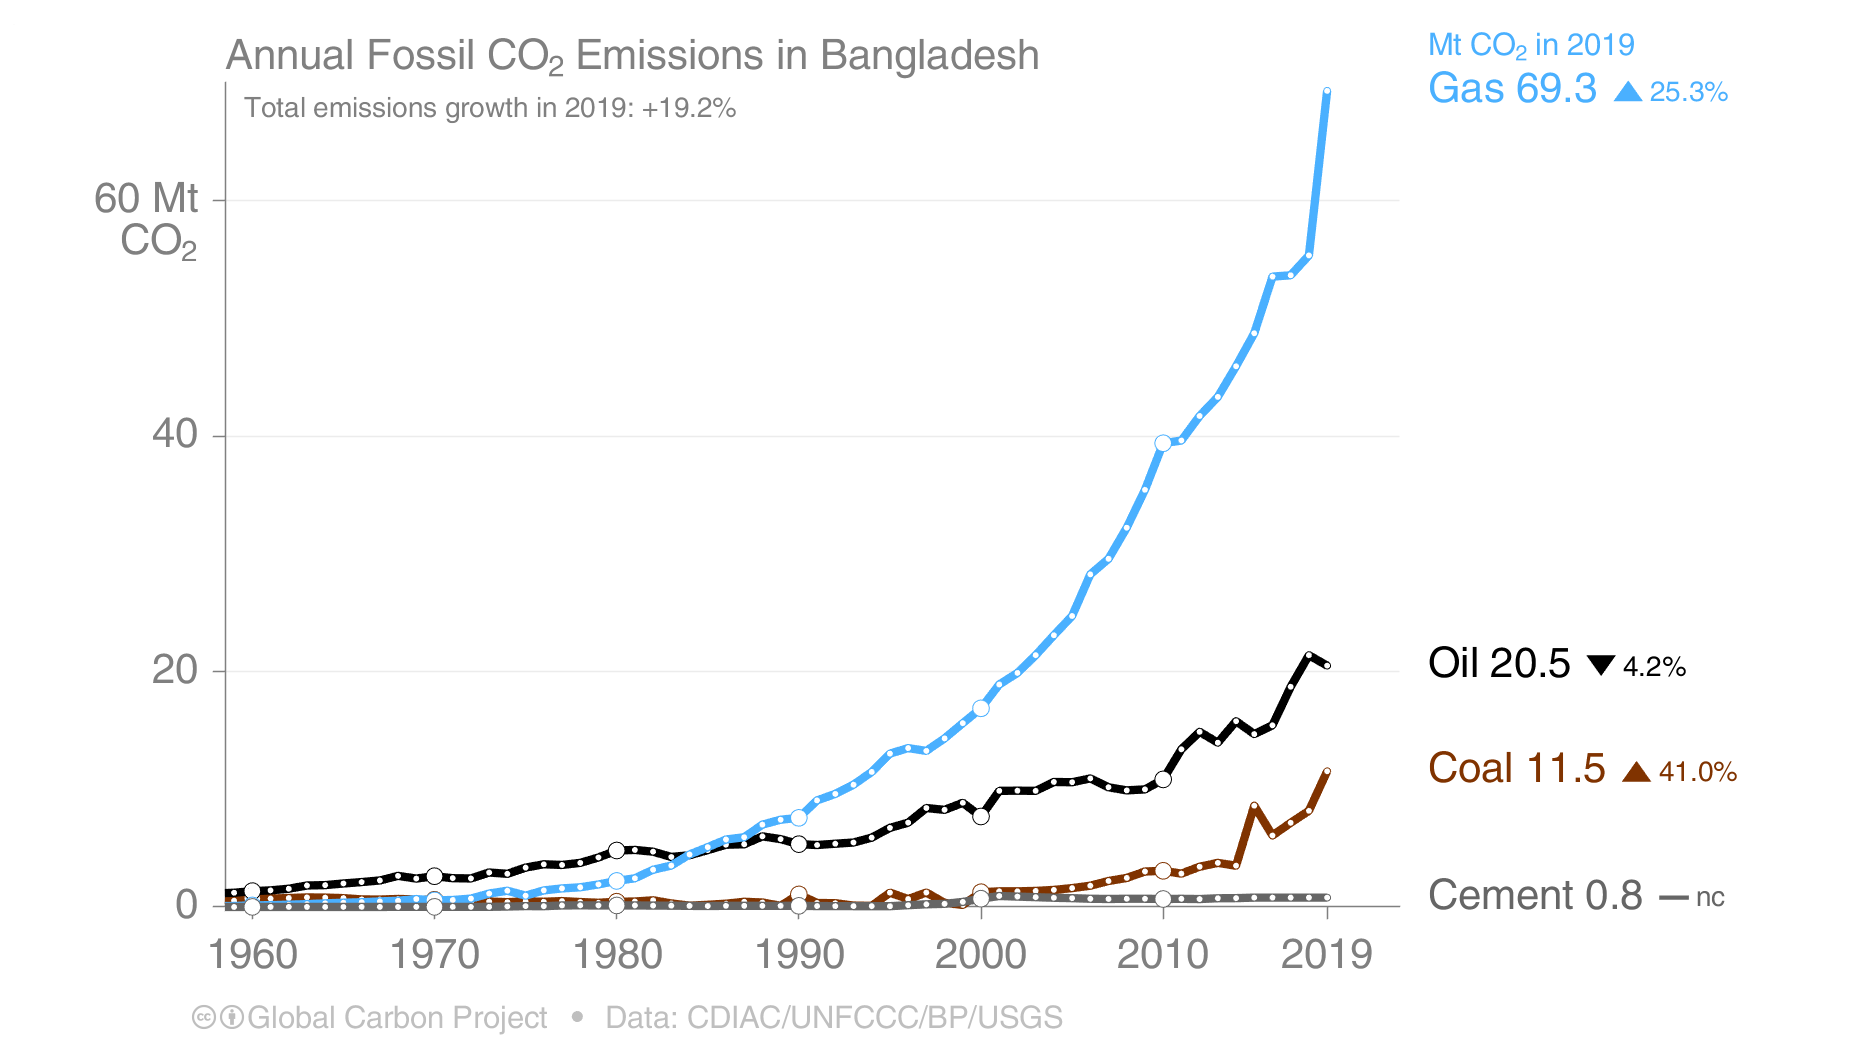 Annual Fossil CO₂ Emissions in Bangladesh
Total emissions growth in 2019: +19.2%
Mt CO₂ in 2019
Gas 69.3 ▲ 25.3%
60 Mt
CO₂
40
20
0
Oil 20.5 ▼ 4.2%
Coal 11.5 ▲ 41.0%
Cement 0.8 — nc
1960 1970 1980 1990 2000 2010 2019
cc Global Carbon Project • Data: CDIAC/UNFCCC/BP/USGS